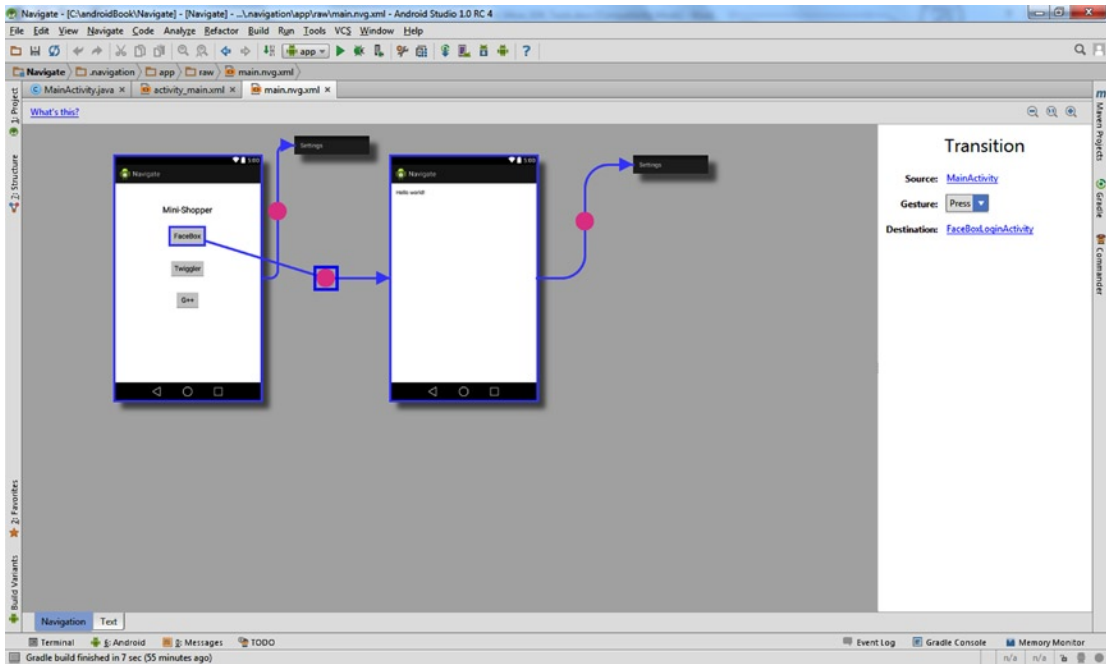 Navigate - [C:\androidBook\Navigate] - [Navigate] - ...\.navigation\app\raw\main.nvg.xml - Android Studio 1.0 RC 4
File Edit View Navigate Code Analyze Refactor Build Run Tools VCS Window Help
app
Navigate .navigation app raw main.nvg.xml
MainActivity.java activity_main.xml main.nvg.xml
What's this?
1: Project
2: Structure
2: Favorites
Build Variants
5:00
Navigate
Mini-Shopper
FaceBox
Twiggler
G++
Settings
5:00
Navigate
Hello world!
Settings
Transition
Source: MainActivity
Gesture: Press
Destination: FaceBoxLoginActivity
m Maven Projects
Gradle
Commander
Navigation Text
Terminal 6: Android 0: Messages TODO
Event Log Gradle Console Memory Monitor
Gradle build finished in 7 sec (55 minutes ago)
n/a n/a